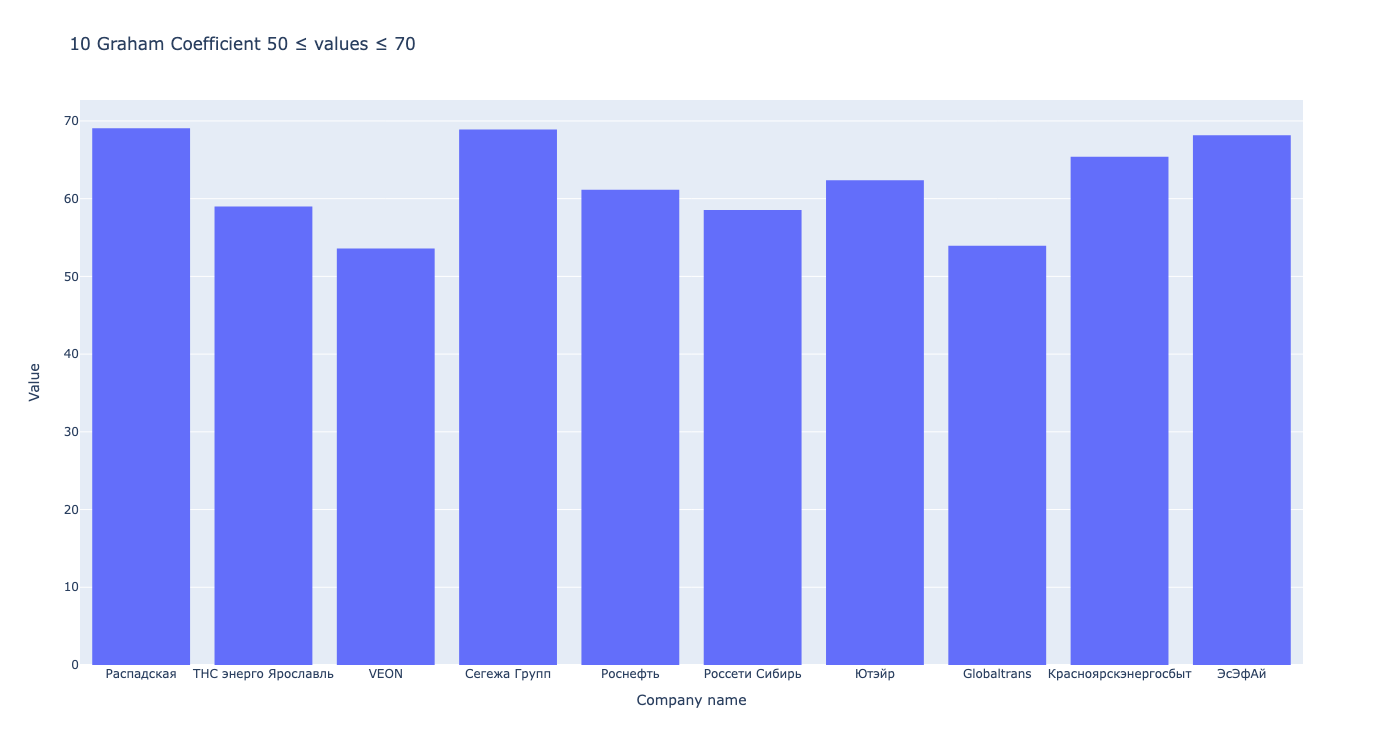 10 Graham Coefficient 50 ≤ values ≤ 70
70
60
50
40
30
20
10
0
Value
Распадская ТНС энерго Ярославль VEON Сегежа Групп Роснефть Россети Сибирь Ютэйр Globaltrans Красноярскэнергосбыт ЭсЭфАй
Company name